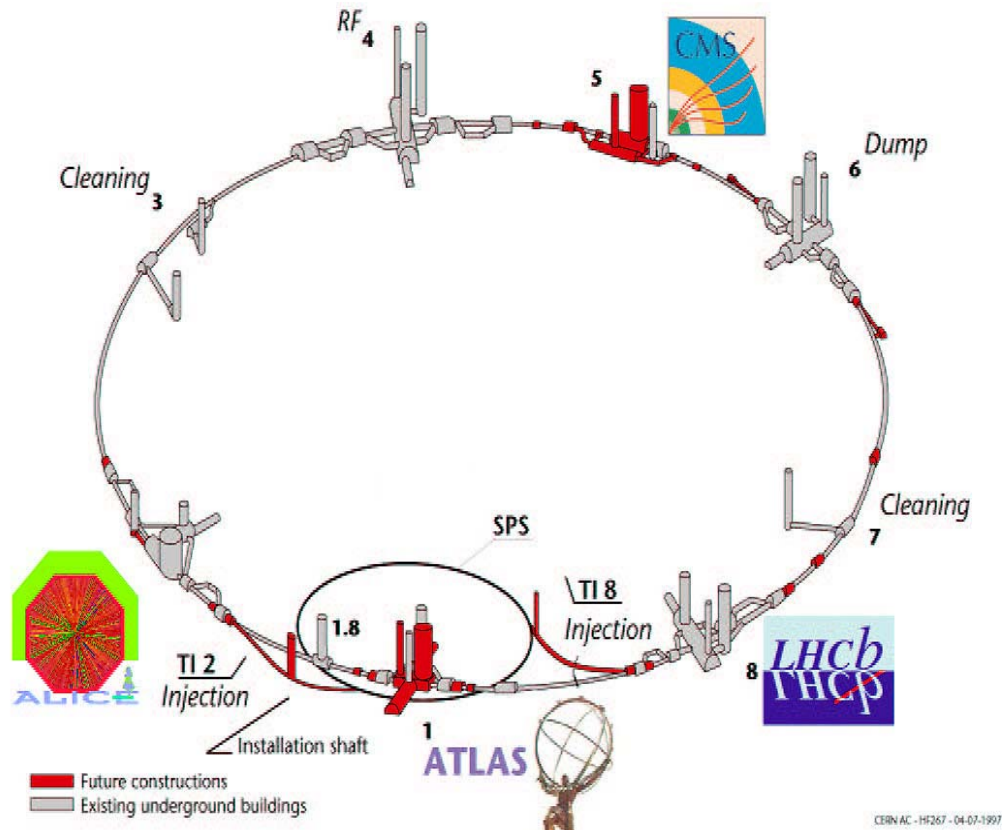 RF
4
CMS
5
Dump
6
Cleaning
3
Cleaning
7
SPS
TI 8
Injection
1.8
TI 2
Injection
ALICE
8
LHCb
LHCb
1
Installation shaft
ATLAS
Future constructions
Existing underground buildings
CERN AC - HF267 - 04-07-1997